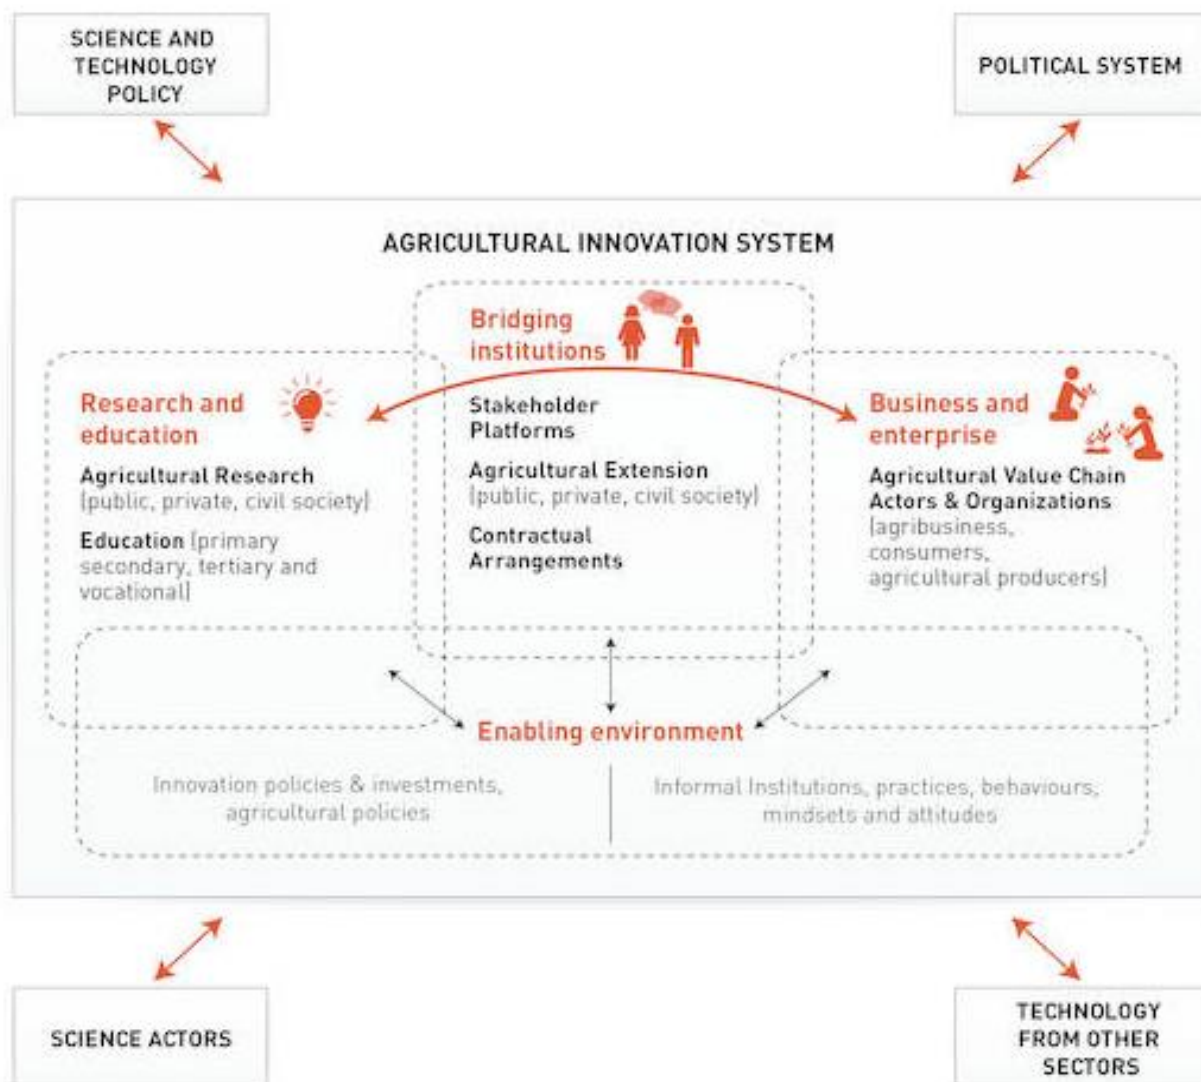 SCIENCE AND
TECHNOLOGY
POLICY
POLITICAL SYSTEM
AGRICULTURAL INNOVATION SYSTEM
Bridging
institutions
Research and
education
Agricultural Research
(public, private, civil society)
Education (primary
secondary, tertiary and
vocational)
Stakeholder
Platforms
Agricultural Extension
(public, private, civil society)
Contractual
Arrangements
Business and
enterprise
Agricultural Value Chain
Actors & Organizations
(agribusiness,
consumers,
agricultural producers)
Enabling environment
Innovation policies & investments,
agricultural policies
Informal Institutions, practices, behaviours,
mindsets and attitudes
SCIENCE ACTORS
TECHNOLOGY
FROM OTHER
SECTORS